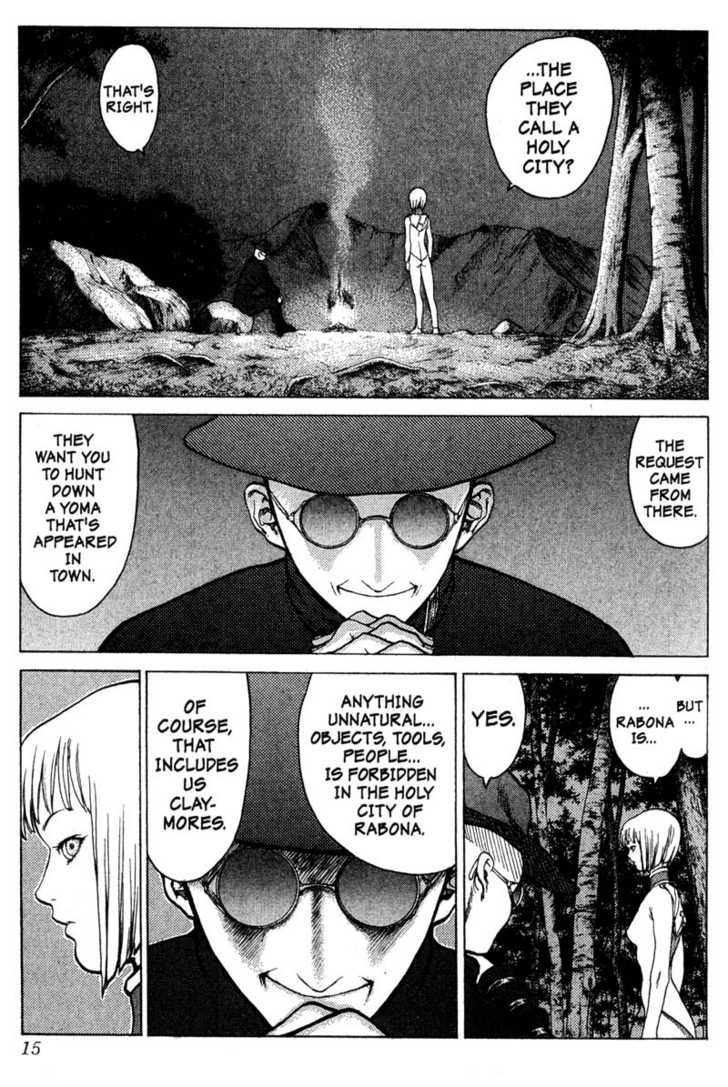 ...THE
PLACE
THEY
CALL A
HOLY
CITY?
THAT'S
RIGHT.
THE
REQUEST
CAME
FROM
THERE.
THEY
WANT YOU
TO HUNT
DOWN
A YOMA
THAT'S
APPEARED
IN
TOWN.
BUT
...
...
RABONA
IS...
YES.
ANYTHING
UNNATURAL...
OBJECTS, TOOLS,
PEOPLE...
IS FORBIDDEN
IN THE HOLY
CITY OF
RABONA.
OF
COURSE,
THAT
INCLUDES
US
CLAY-
MORES.
15